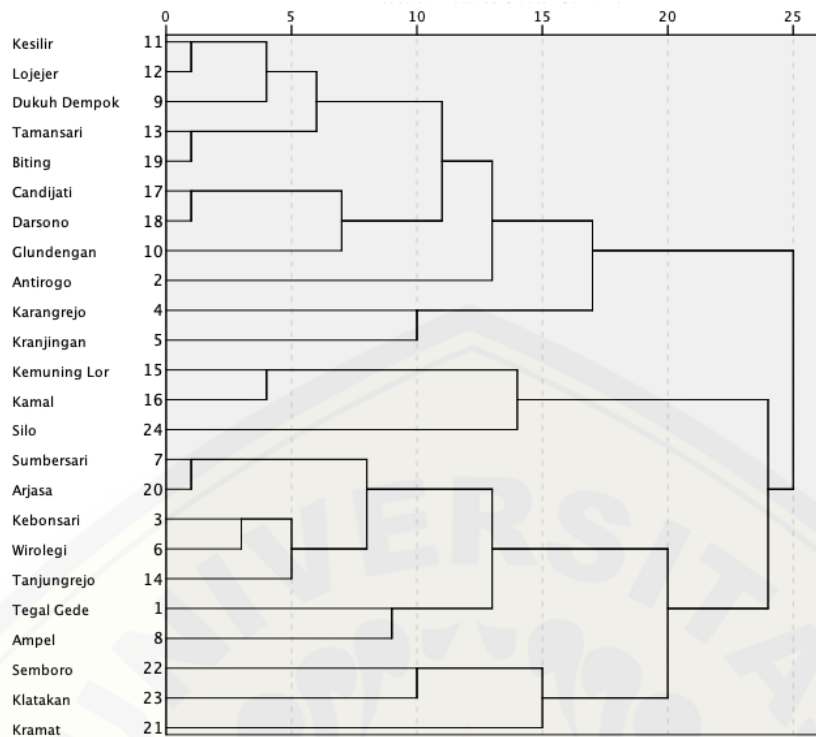 0 5 10 15 20 25
Kesilir 11
Lojejer 12
Dukuh Dempok 9
Tamansari 13
Biting 19
Candijati 17
Darsono 18
Glundengan 10
Antirogo 2
Karangrejo 4
Kranjingan 5
Kemuning Lor 15
Kamal 16
Silo 24
Sumbersari 7
Arjasa 20
Kebonsari 3
Wirolegi 6
Tanjungrejo 14
Tegal Gede 1
Ampel 8
Semboro 22
Klatakan 23
Kramat 21
UNIVERSITA